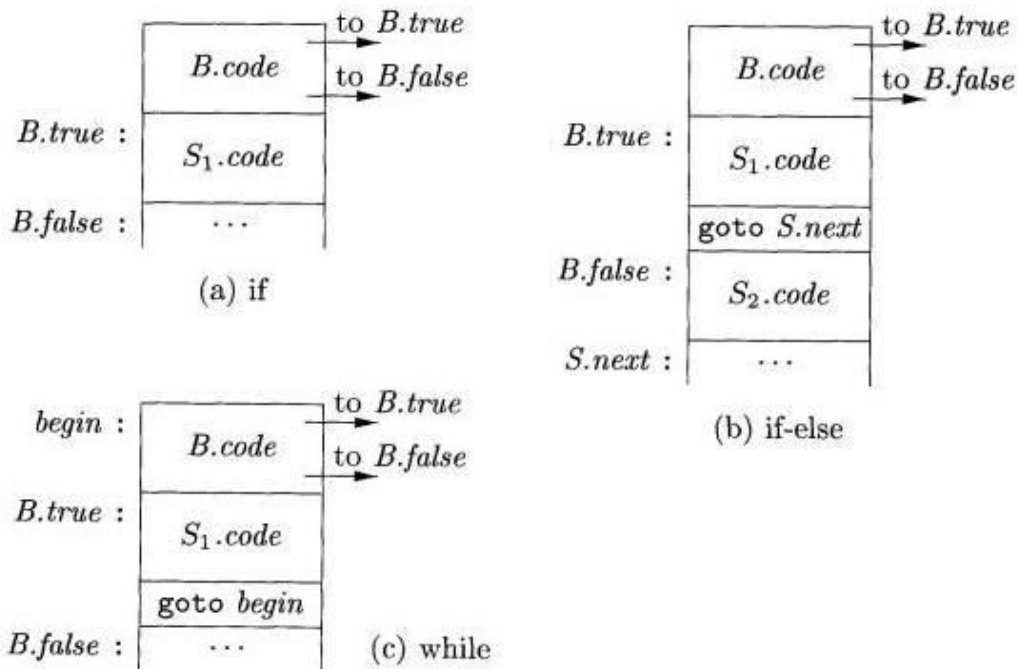 to B.true
B.code
to B.false
B.true :
S₁.code
B.false :
...
(a) if
to B.true
B.code
to B.false
B.true :
S₁.code
goto S.next
B.false :
S₂.code
S.next :
...
(b) if-else
begin :
to B.true
B.code
to B.false
B.true :
S₁.code
goto begin
B.false :
...
(c) while